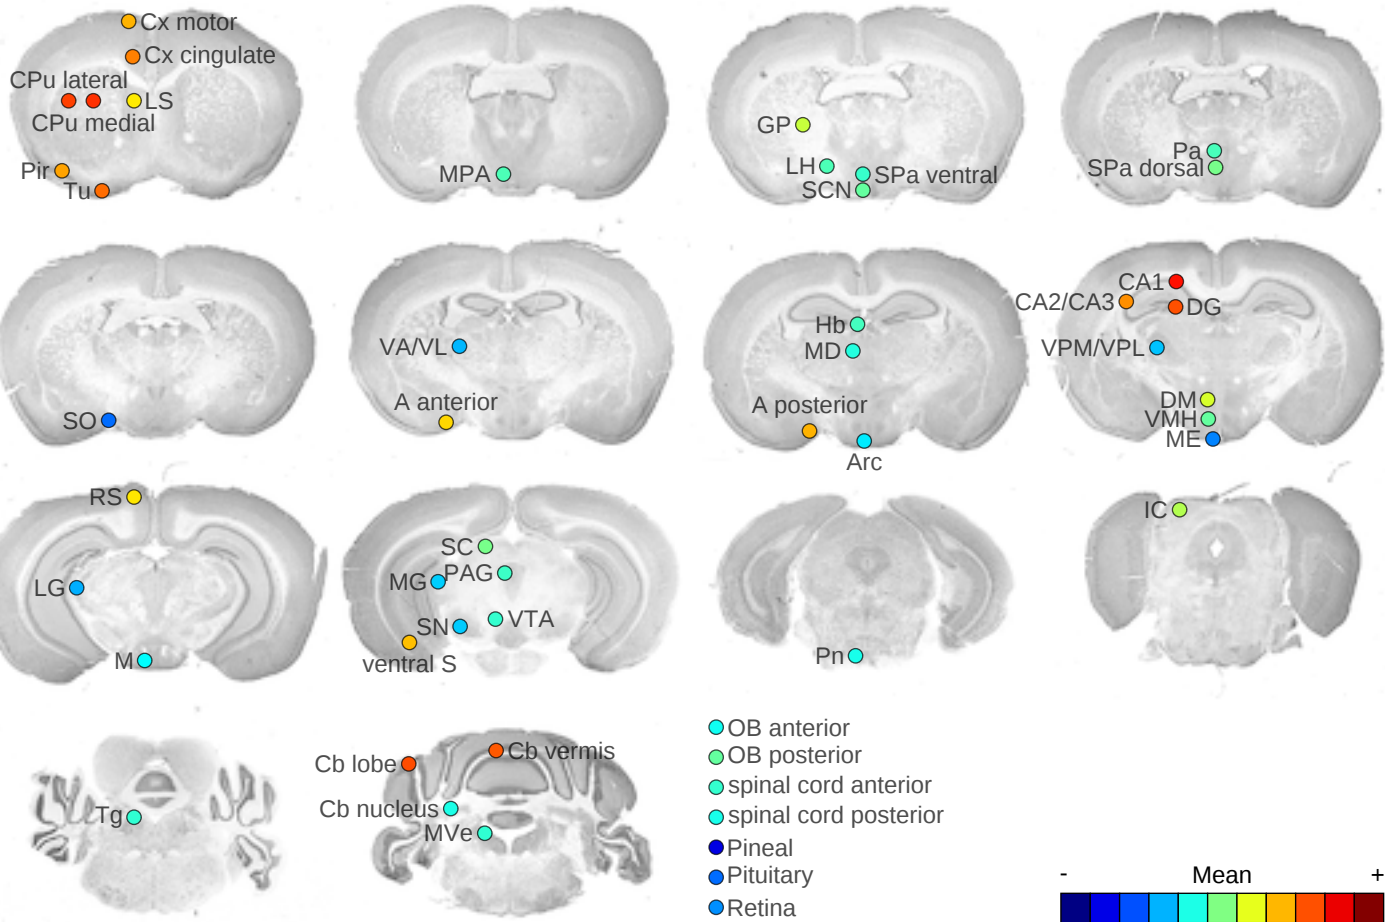 Cx motor
Cx cingulate
CPu lateral
LS
CPu medial
Pir
Tu
MPA
GP
LH
SPa ventral
SCN
Pa
SPa dorsal
SO
VA/VL
A anterior
Hb
MD
A posterior
Arc
CA1
CA2/CA3
DG
VPM/VPL
DM
VMH
ME
RS
LG
M
SC
MG
PAG
SN
VTA
ventral S
Pn
IC
Tg
Cb lobe
Cb vermis
Cb nucleus
MVe
OB anterior
OB posterior
spinal cord anterior
spinal cord posterior
Pineal
Pituitary
Retina
- Mean +